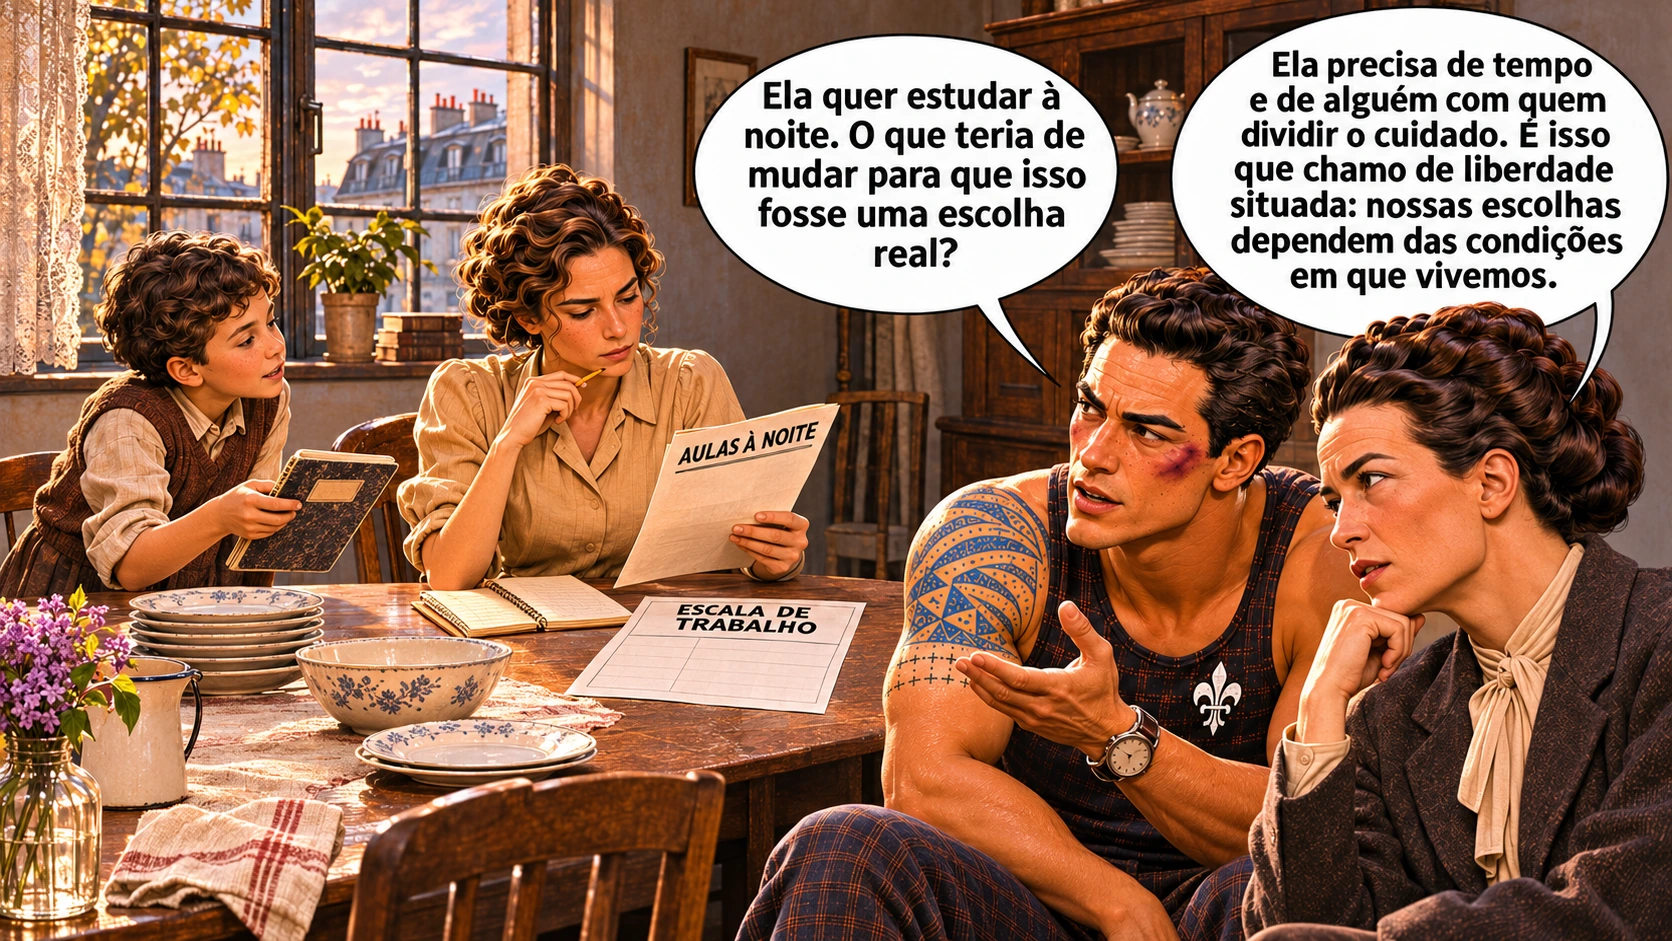 Ela quer estudar à
noite. O que teria de
mudar para que isso
fosse uma escolha
real?
Ela precisa de tempo
e de alguém com quem
dividir o cuidado. É isso
que chamo de liberdade
situada: nossas escolhas
dependem das condições
em que vivemos.
AULAS À NOITE
ESCALA DE
TRABALHO